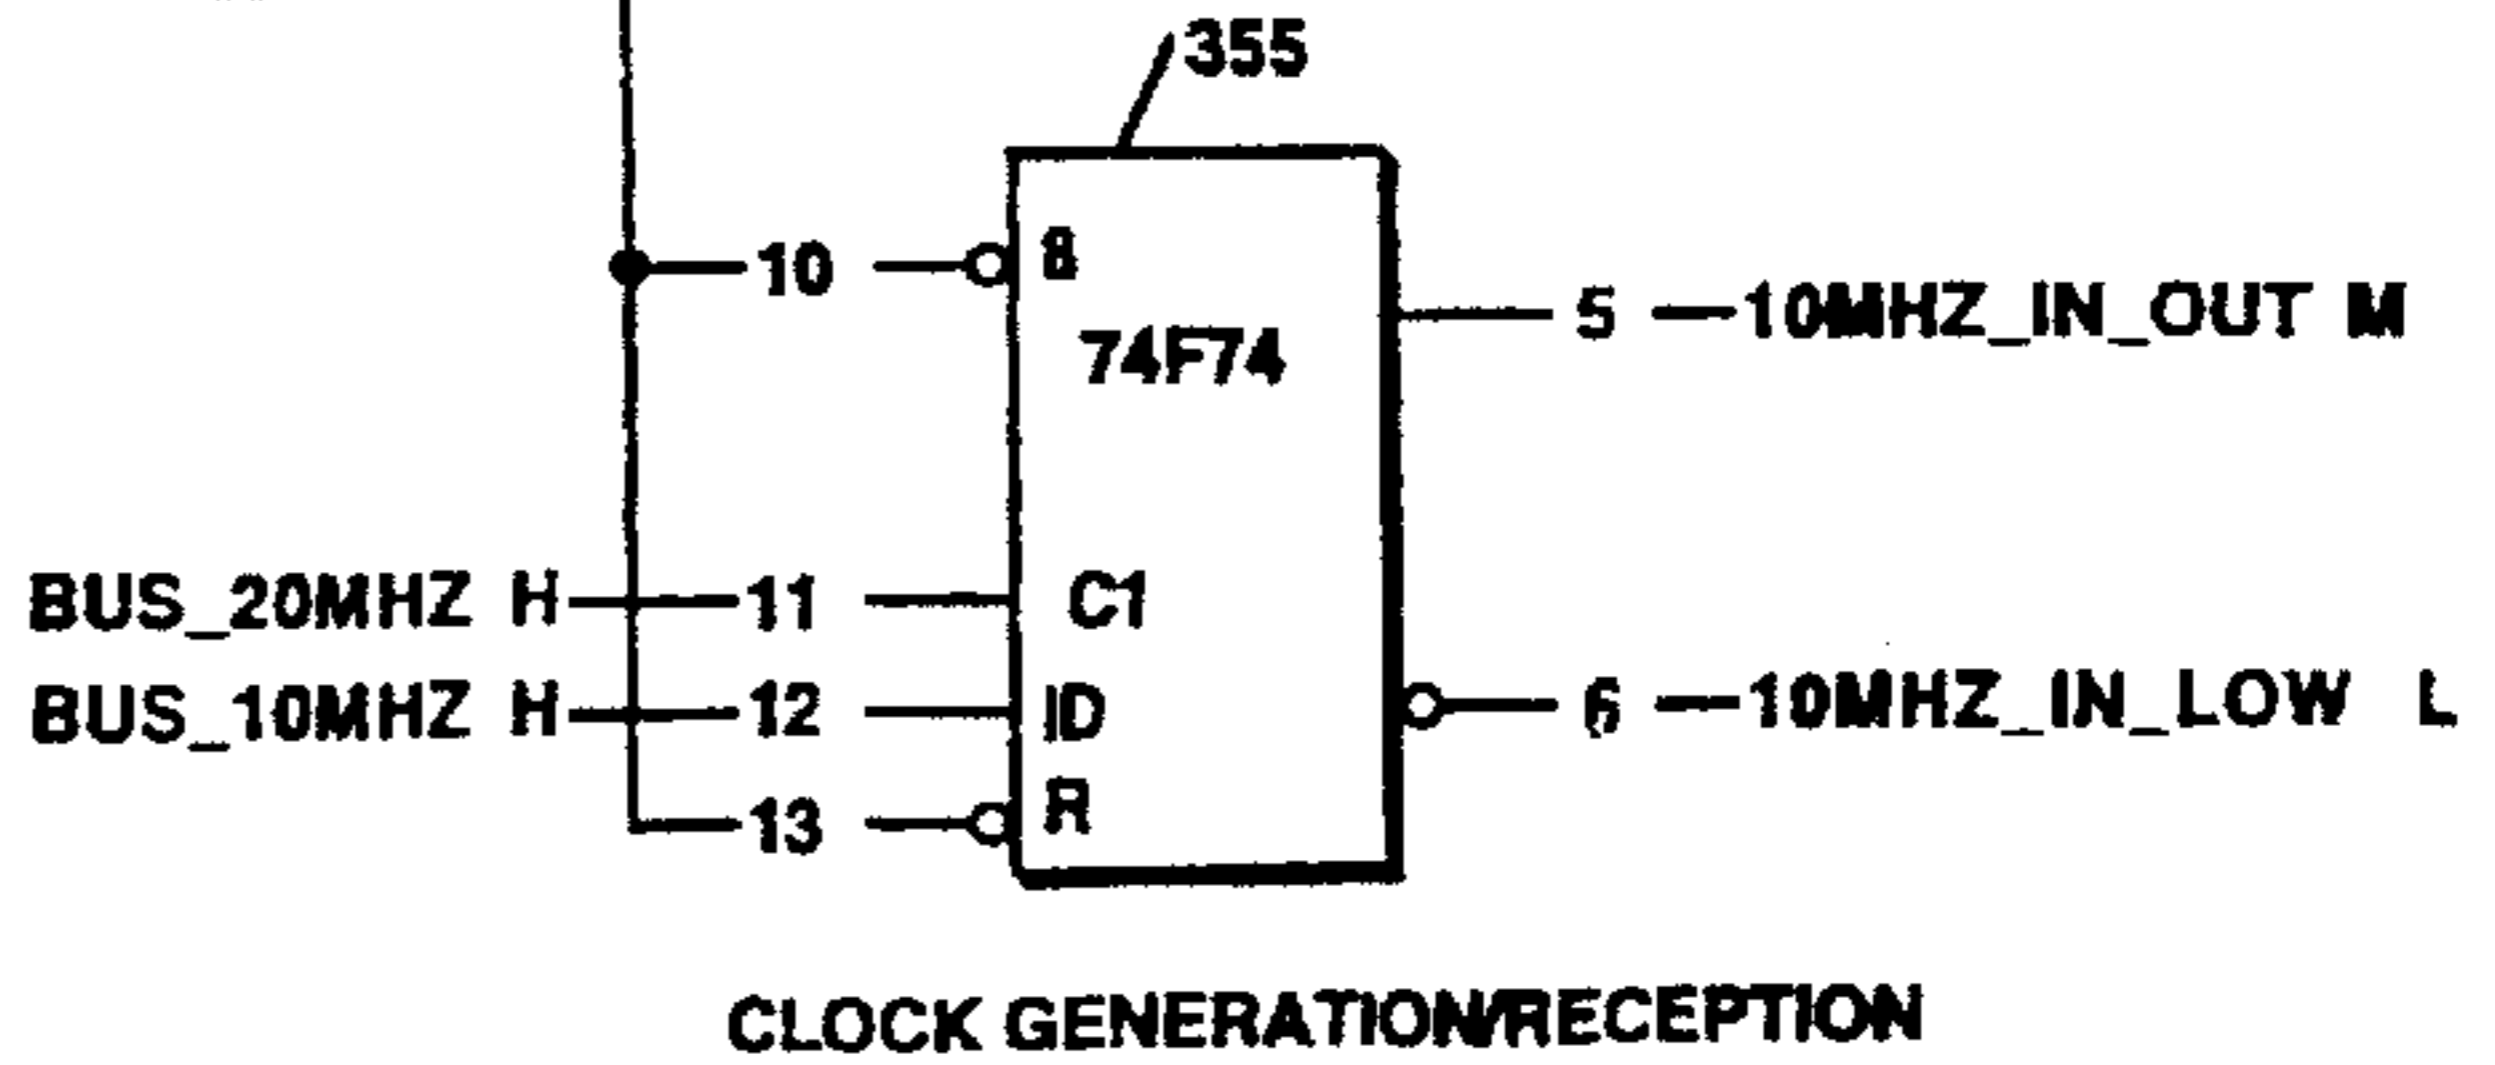 355
10 8
74F74
5 10MHZ_IN_OUT M
BUS_20MHZ H 11 C1
BUS_10MHZ H 12 ID
6 10MHZ_IN_LOW L
13 R
CLOCK GENERATION/RECEPTION